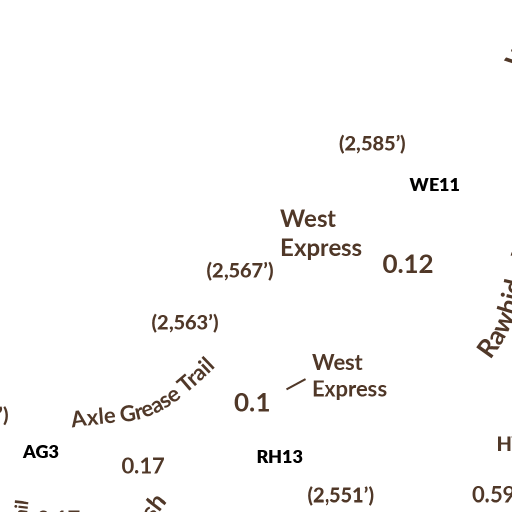 (2,585’)
WE11
West
Express
0.12
(2,567’)
(2,563’)
West
Express
0.1
Axle Grease Trail
AG3
0.17
RH13
(2,551’)
0.59